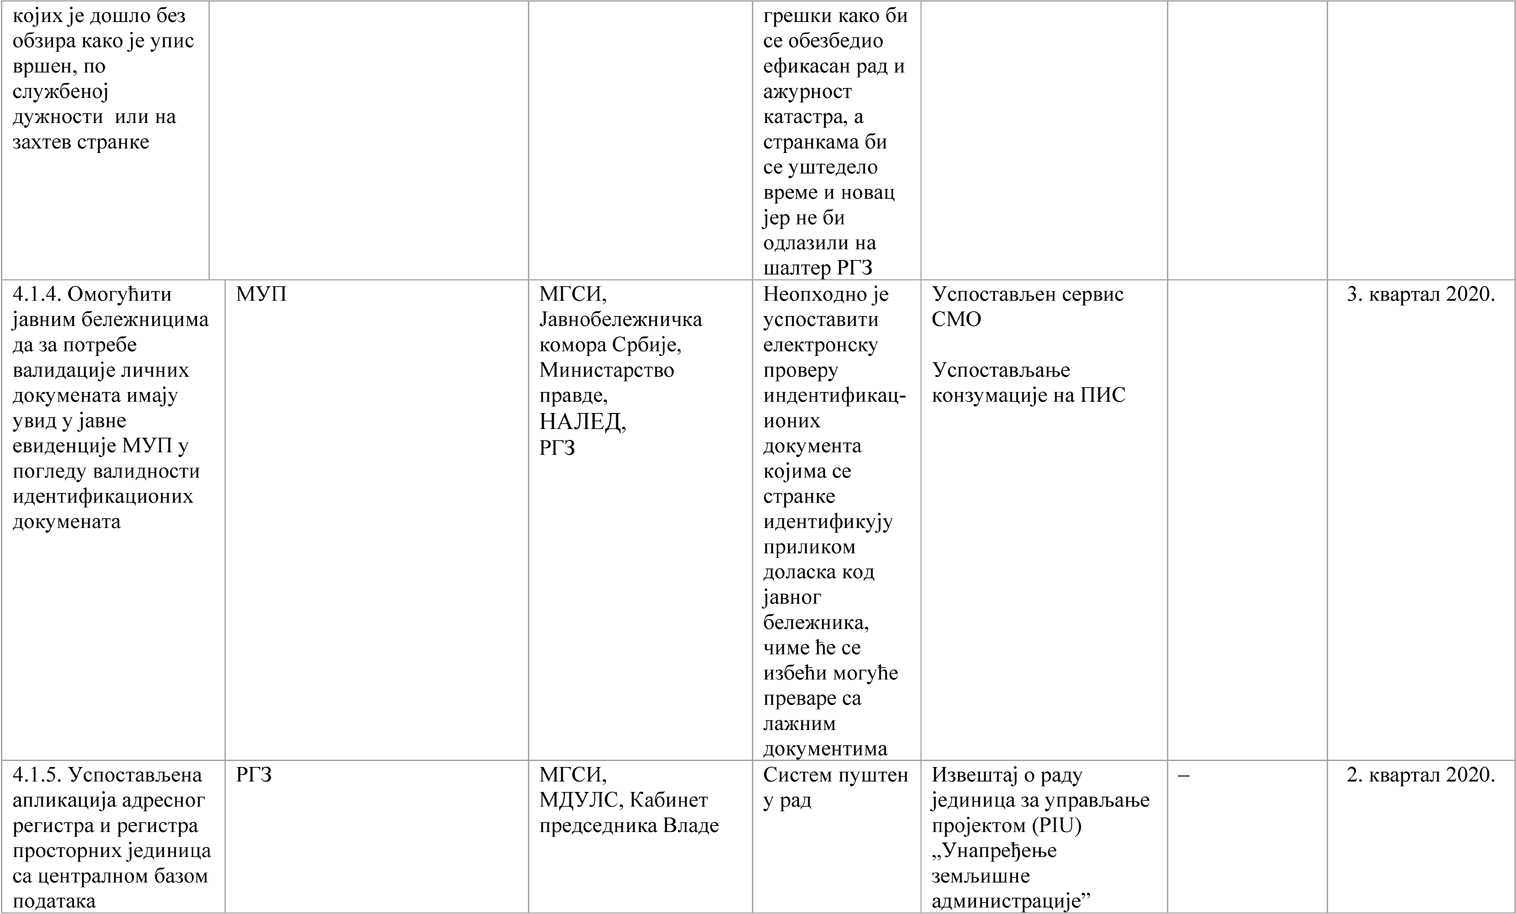 којих је дошло без
обзира како је упис
вршен, по
службеној
дужности  или на
захтев странке
грешки како би
се обезбедио
ефикасан рад и
ажурност
катастра, а
странкама би
се уштедело
време и новац
јер не би
одлазили на
шалтер РГЗ
4.1.4. Омогућити
јавним бележницима
да за потребе
валидације личних
докумената имају
увид у јавне
евиденције МУП у
погледу валидности
идентификационих
докумената
МУП
МГСИ,
Јавнобележничка
комора Србије,
Министарство
правде,
НАЛЕД,
РГЗ
Неопходно је
успоставити
електронску
проверу
индентификац-
ионих
документа
којима се
странке
идентификују
приликом
доласка код
јавног
бележника,
чиме ће се
избећи могуће
преваре са
лажним
документима
Успостављен сервис
СМО
Успостављање
конзумације на ПИС
3. квартал 2020.
4.1.5. Успостављена
апликација адресног
регистра и регистра
просторних јединица
са централном базом
података
РГЗ
МГСИ,
МДУЛС, Кабинет
председника Владе
Систем пуштен
у рад
Извештај о раду
јединица за управљање
пројектом (PIU)
„Унапређење
земљишне
администрације”
–
2. квартал 2020.